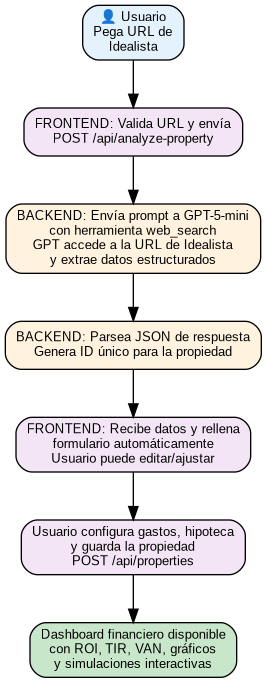 👤 Usuario
Pega URL de
Idealista
FRONTEND: Valida URL y envía
POST /api/analyze-property
BACKEND: Envía prompt a GPT-5-mini
con herramienta web_search
GPT accede a la URL de Idealista
y extrae datos estructurados
BACKEND: Parsea JSON de respuesta
Genera ID único para la propiedad
FRONTEND: Recibe datos y rellena
formulario automáticamente
Usuario puede editar/ajustar
Usuario configura gastos, hipoteca
y guarda la propiedad
POST /api/properties
Dashboard financiero disponible
con ROI, TIR, VAN, gráficos
y simulaciones interactivas